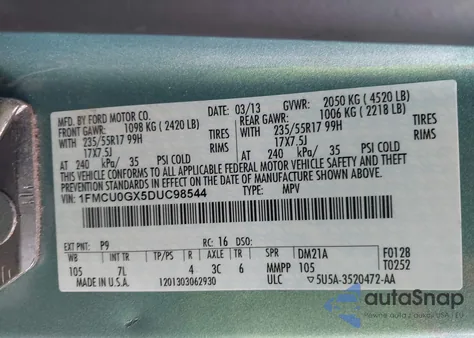 MFD. BY FORD MOTOR CO.
DATE: 03/13 GVWR: 2050 KG (4520 LB)
FRONT GAWR: 1098 KG (2420 LB) 1006 KG (2218 LB)
235/55R17 99H TIRES 235/55R17 99H TIRES
17X7.5J RIMS 17X7.5J RIMS
AT 240 kPa/ 35 PSI COLD AT 240 kPa/ 35 PSI COLD
THIS VEHICLE CONFORMS TO ALL APPLICABLE FEDERAL MOTOR VEHICLE SAFETY AND THEFT PREVENTION STANDARDS IN EFFECT ON THE DATE OF MANUFACTURE SHOWN ABOVE.
VIN: 1FMCU0GX5DUC98544 TYPE: MPV
EXT PNT: P9 RC: 16 DSO: F0128
WB INT TR TP/PS R AXLE TR SPR DM21A T0252
105 7L 4 3C 6 MMPP 105
MADE IN U.S.A. 1201303062930 ULC 5U5A-3520472-AA
autoSnap